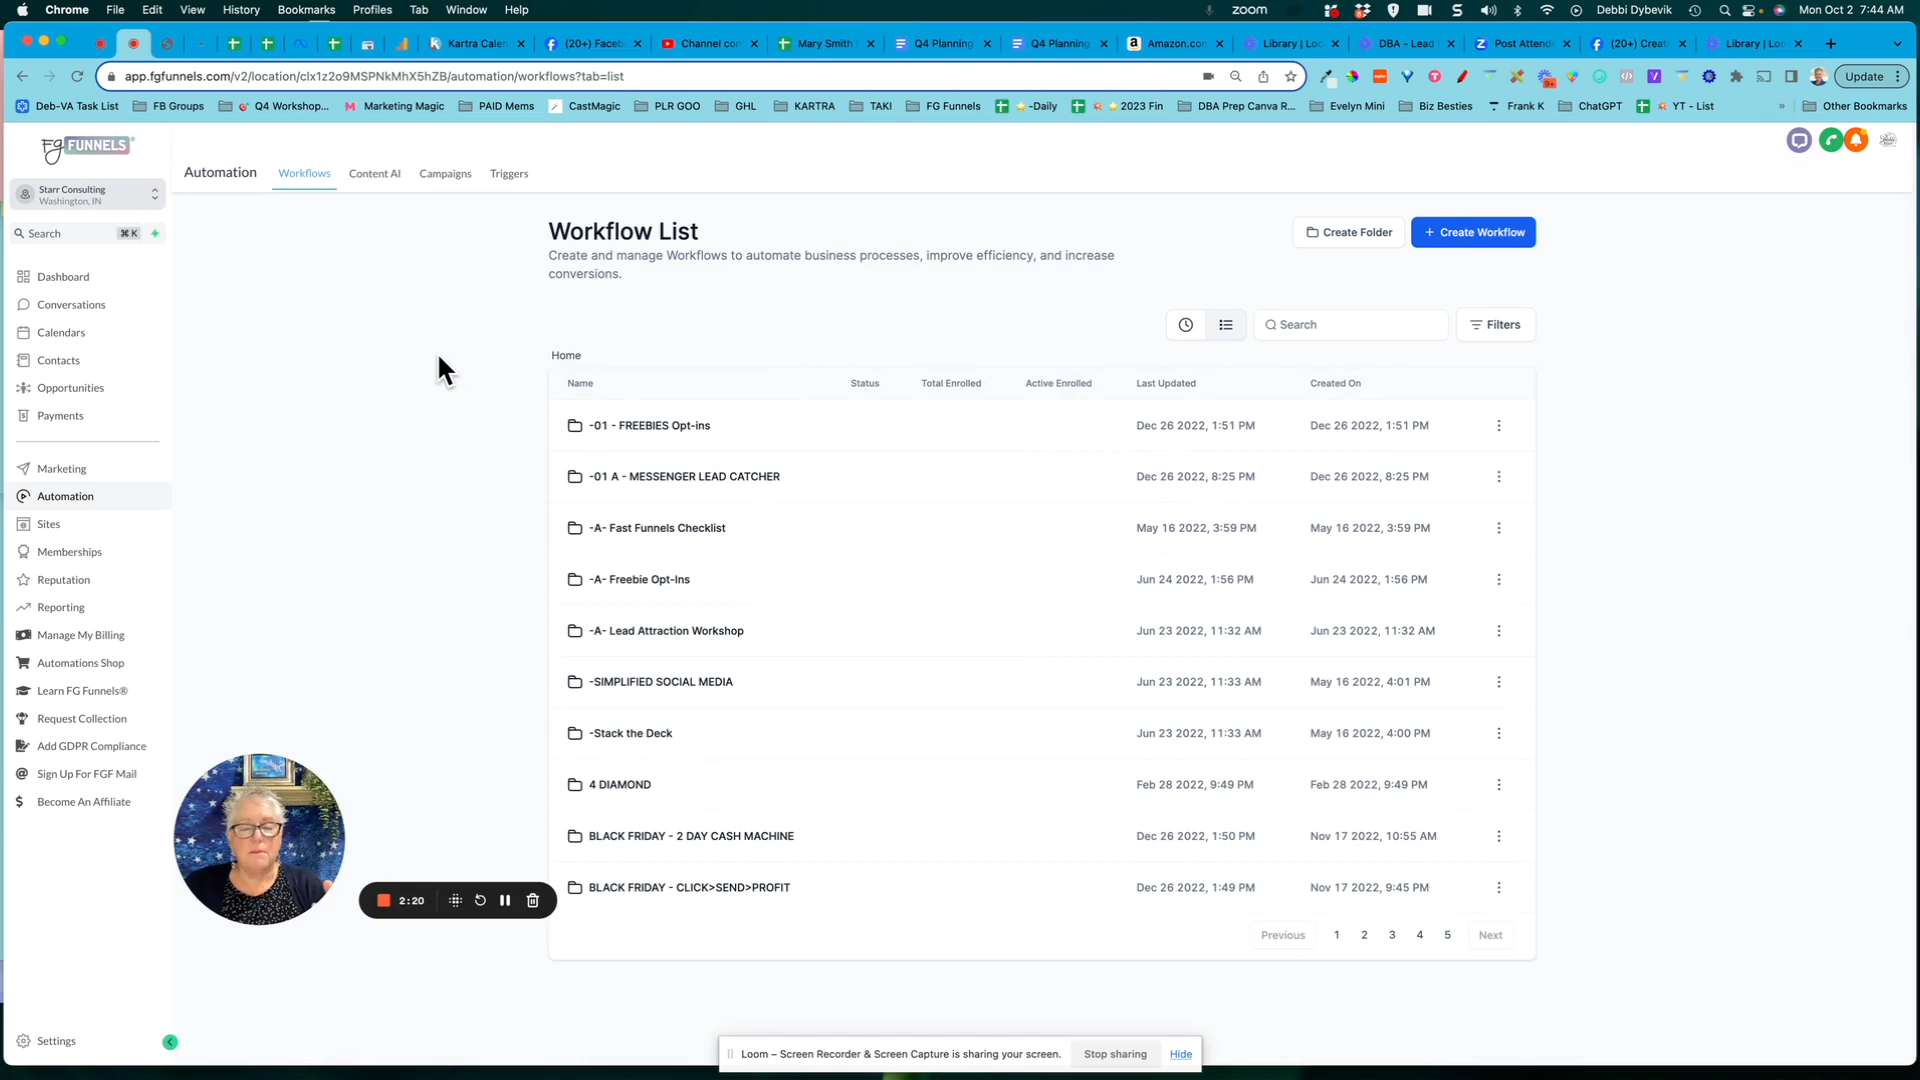 Chrome File Edit View History Bookmarks Profiles Tab Window Help
zoom Debbi Dybevik Mon Oct 2 7:44 AM
Kartra Calen (20+) Faceb Channel con Mary Smith Q4 Planning Q4 Planning Amazon.con Library | Loo DBA - Lead Post Attende (20+) Creat Library | Loo
app.fgfunnels.com/v2/location/clx1z2o9MSPNkMhX5hZB/automation/workflows?tab=list
Update
Deb-VA Task List FB Groups Q4 Workshop... Marketing Magic PAID Mems CastMagic PLR GOO GHL KARTRA TAKI FG Funnels -Daily 2023 Fin DBA Prep Canva R... Evelyn Mini Biz Besties Frank K ChatGPT YT - List » Other Bookmarks
Fg FUNNELS
Starr Consulting
Washington, IN
Search ⌘ K
Dashboard
Conversations
Calendars
Contacts
Opportunities
Payments
Marketing
Automation
Sites
Memberships
Reputation
Reporting
Manage My Billing
Automations Shop
Learn FG Funnels®
Request Collection
Add GDPR Compliance
Sign Up For FGF Mail
Become An Affiliate
Settings
Automation Workflows Content AI Campaigns Triggers
Workflow List
Create and manage Workflows to automate business processes, improve efficiency, and increase
conversions.
Create Folder + Create Workflow
Search Filters
Home
Name Status Total Enrolled Active Enrolled Last Updated Created On
-01 - FREEBIES Opt-ins Dec 26 2022, 1:51 PM Dec 26 2022, 1:51 PM
-01 A - MESSENGER LEAD CATCHER Dec 26 2022, 8:25 PM Dec 26 2022, 8:25 PM
-A- Fast Funnels Checklist May 16 2022, 3:59 PM May 16 2022, 3:59 PM
-A- Freebie Opt-Ins Jun 24 2022, 1:56 PM Jun 24 2022, 1:56 PM
-A- Lead Attraction Workshop Jun 23 2022, 11:32 AM Jun 23 2022, 11:32 AM
-SIMPLIFIED SOCIAL MEDIA Jun 23 2022, 11:33 AM May 16 2022, 4:01 PM
-Stack the Deck Jun 23 2022, 11:33 AM May 16 2022, 4:00 PM
4 DIAMOND Feb 28 2022, 9:49 PM Feb 28 2022, 9:49 PM
BLACK FRIDAY - 2 DAY CASH MACHINE Dec 26 2022, 1:50 PM Nov 17 2022, 10:55 AM
BLACK FRIDAY - CLICK>SEND>PROFIT Dec 26 2022, 1:49 PM Nov 17 2022, 9:45 PM
Previous 1 2 3 4 5 Next
2:20
Loom – Screen Recorder & Screen Capture is sharing your screen. Stop sharing Hide